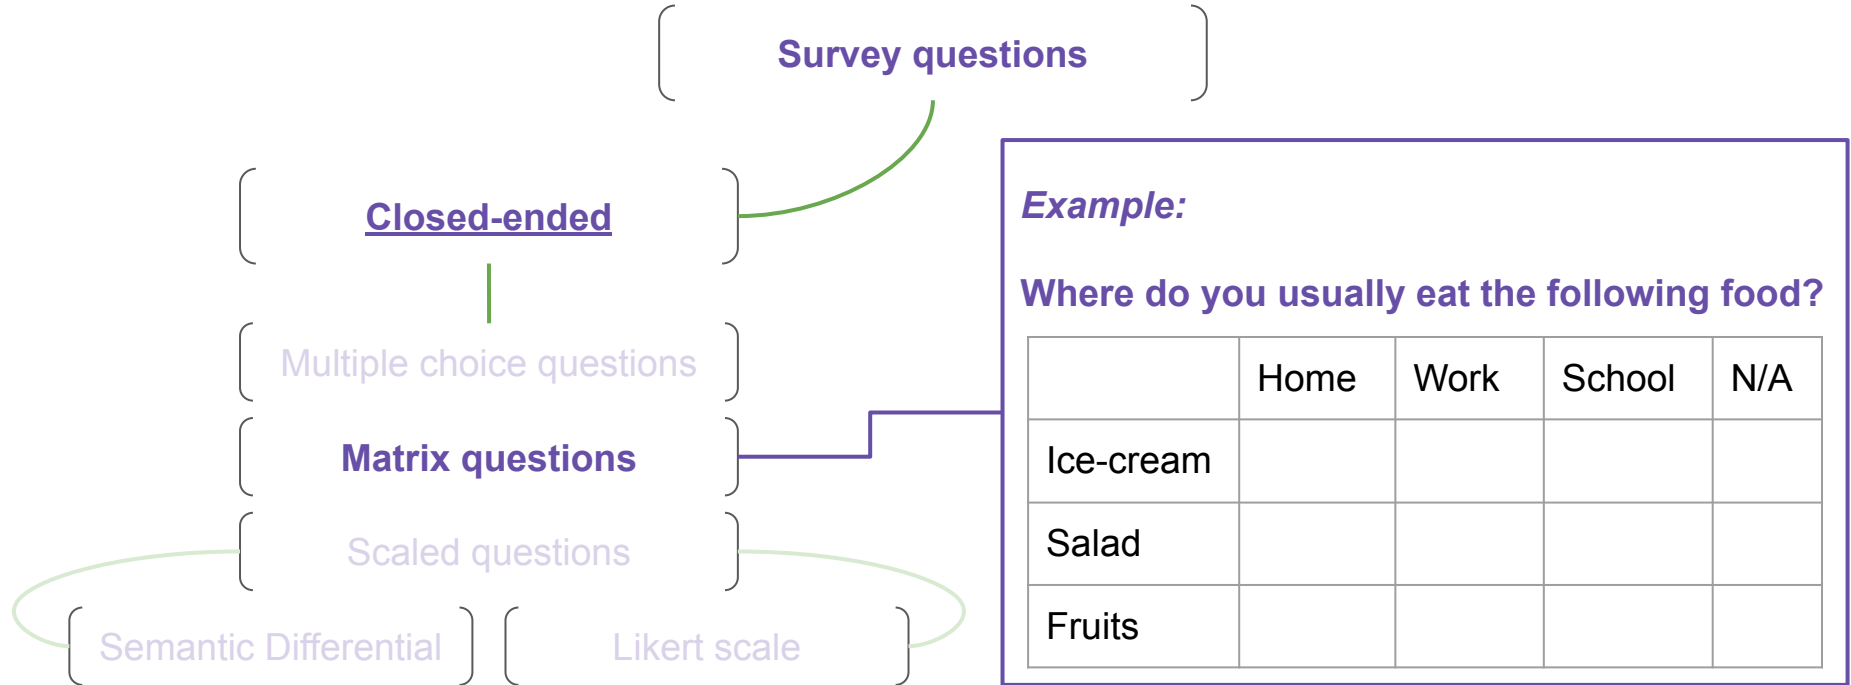 Survey questions
Closed-ended
Multiple choice questions
Matrix questions
Scaled questions
Semantic Differential
Likert scale
Example:
Where do you usually eat the following food?
Home Work School N/A
Ice-cream
Salad
Fruits